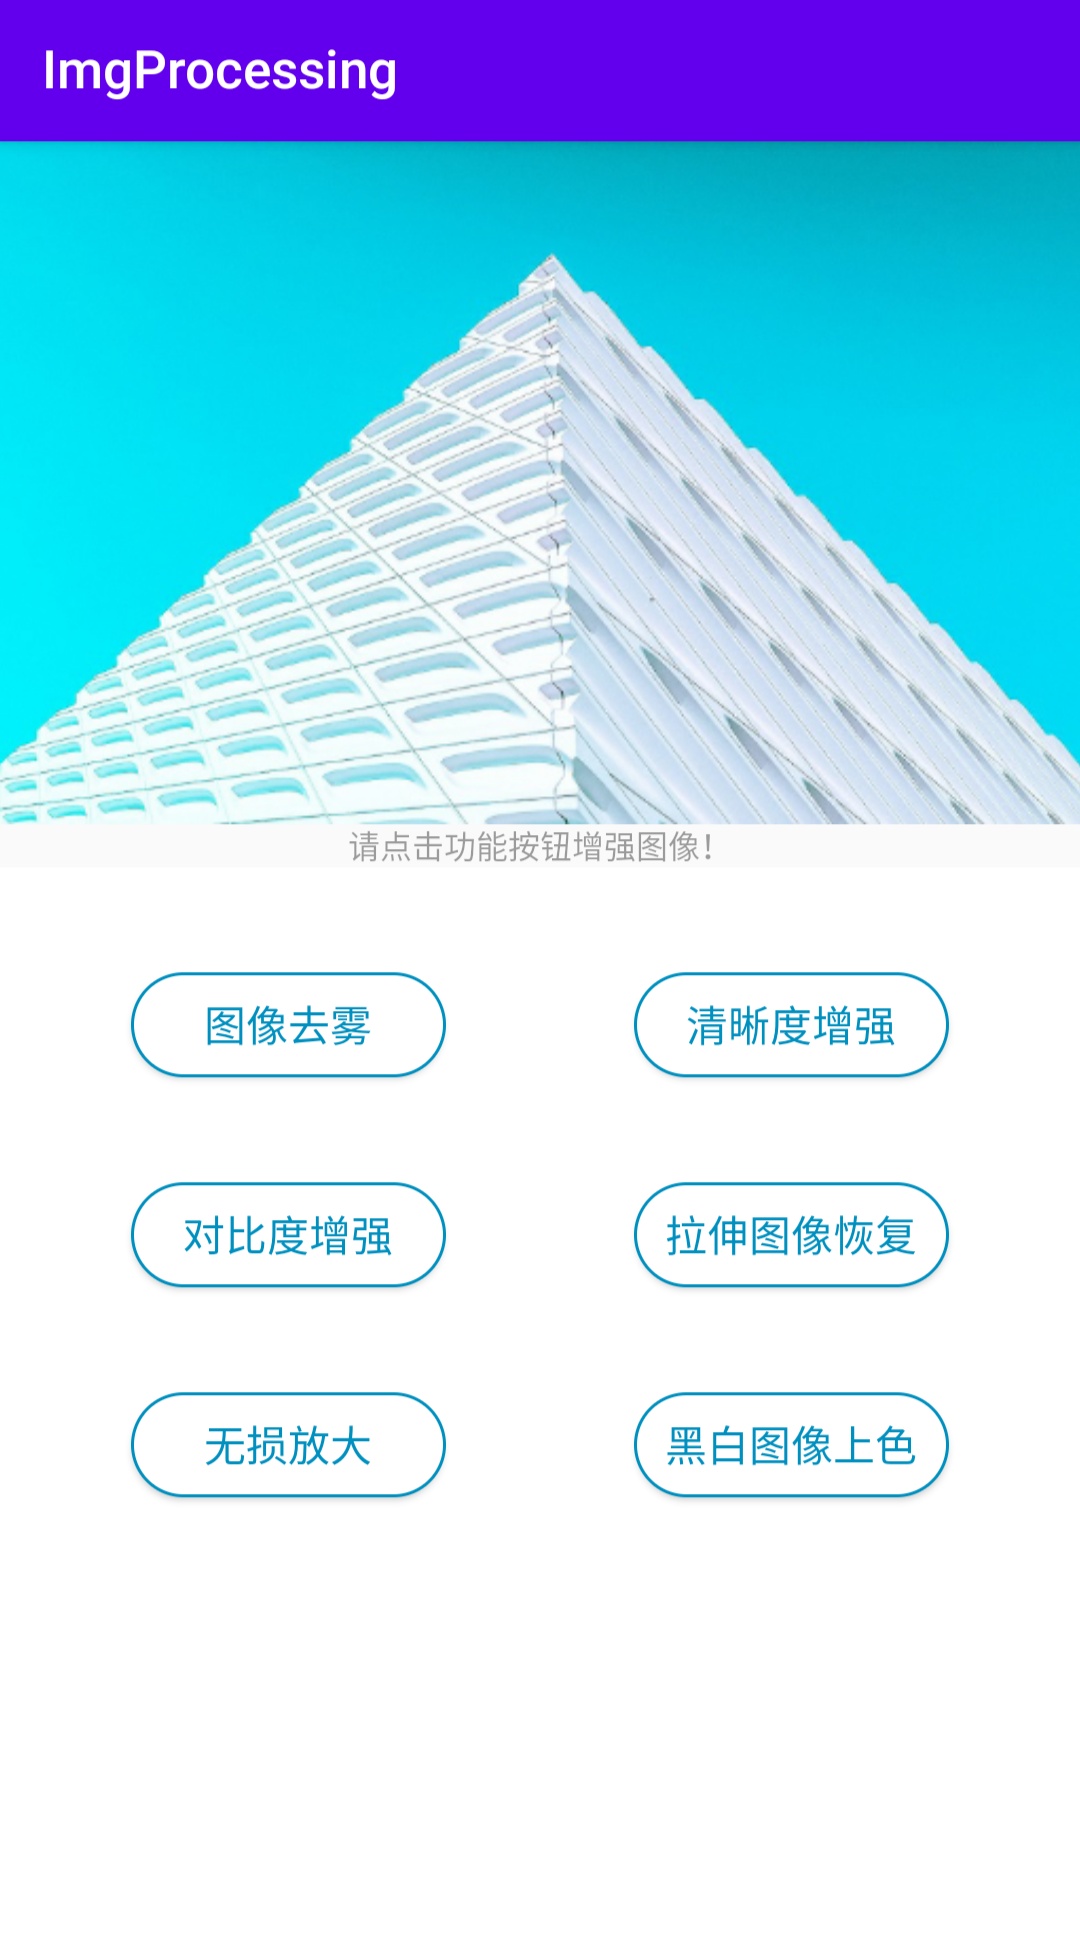 ImgProcessing
请点击功能按钮增强图像!
图像去雾
清晰度增强
对比度增强
拉伸图像恢复
无损放大
黑白图像上色